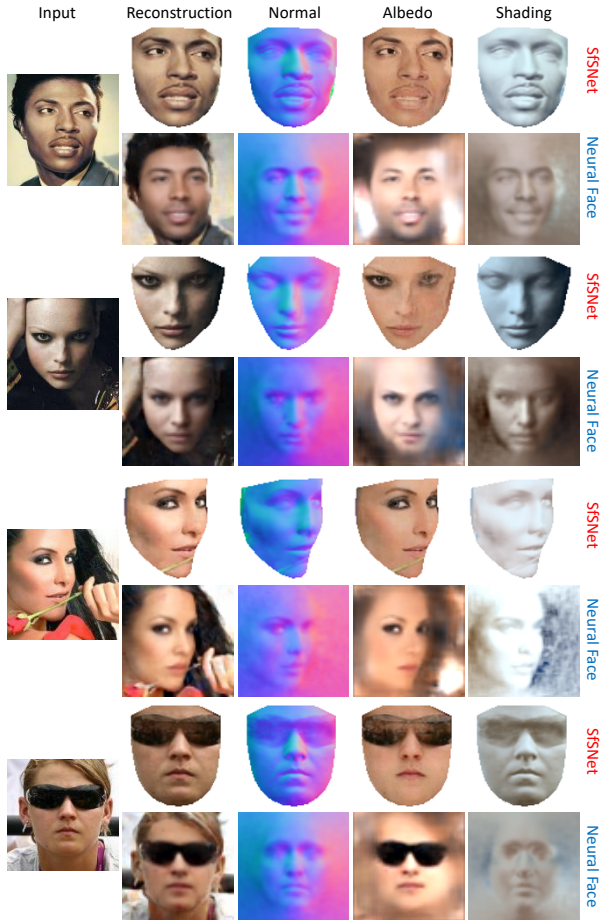 Input Reconstruction Normal Albedo Shading
SfSNet
Neural Face
SfSNet
Neural Face
SfSNet
Neural Face
SfSNet
Neural Face